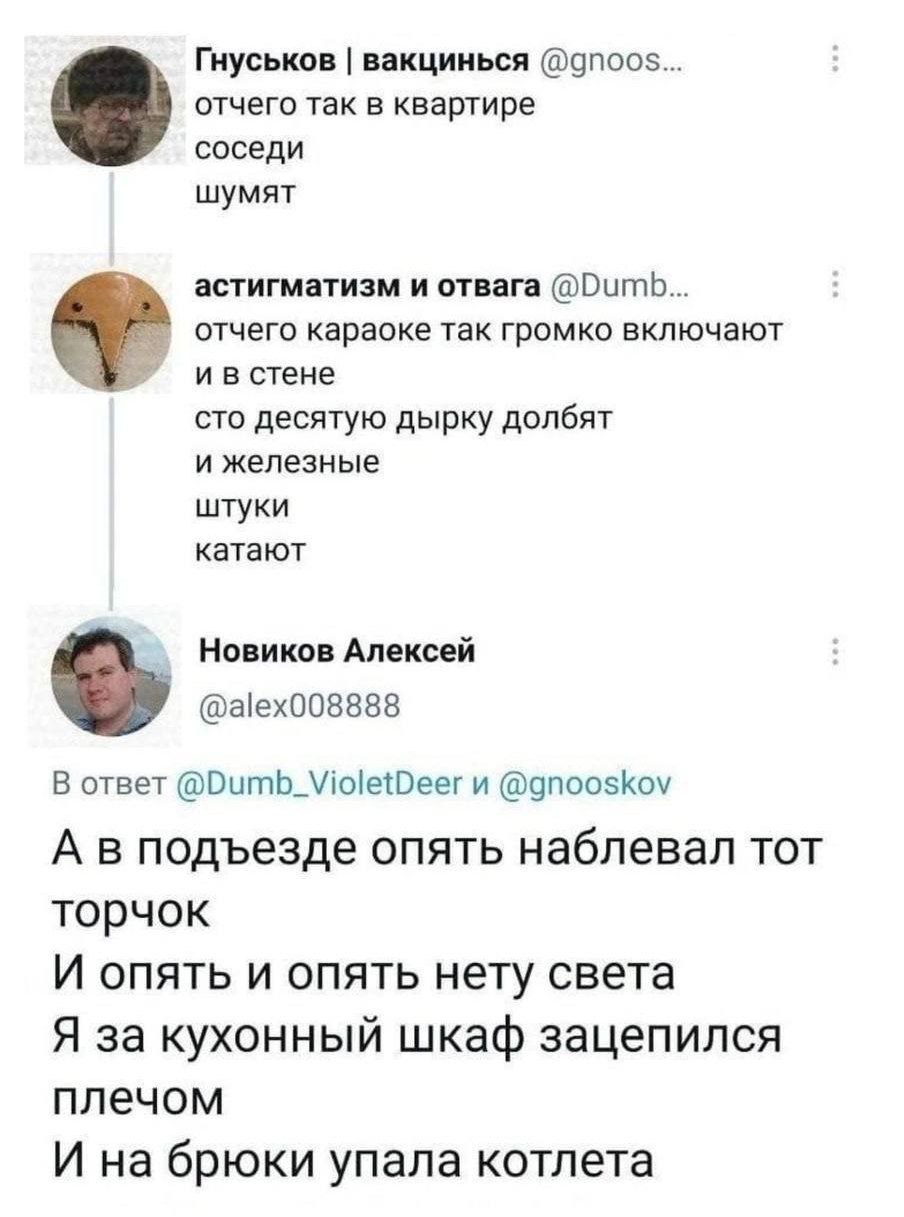 Гнуськов | вакцинься @gnoos...
отчего так в квартире
соседи
шумят
астигматизм и отвага @Dumb...
отчего караоке так громко включают
и в стене
сто десятую дырку долбят
и железные
штуки
катают
Новиков Алексей
@alex008888
В ответ @Dumb_VioletDeer и @gnooskov
А в подъезде опять наблевал тот
торчок
И опять и опять нету света
Я за кухонный шкаф зацепился
плечом
И на брюки упала котлета